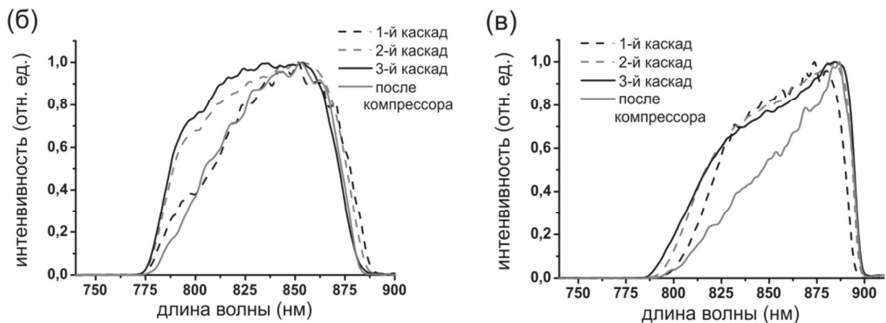 (б)
1-й каскад
2-й каскад
3-й каскад
после
компрессора
интенвивность (отн. ед.)
1,0
0,8
0,6
0,4
0,2
0,0
750
775
800
825
850
875
900
длина волны (нм)
(в)
1-й каскад
2-й каскад
3-й каскад
после
компрессора
интенвивность (отн. ед.)
1,0
0,8
0,6
0,4
0,2
0,0
750
775
800
825
850
875
900
длина волны (нм)